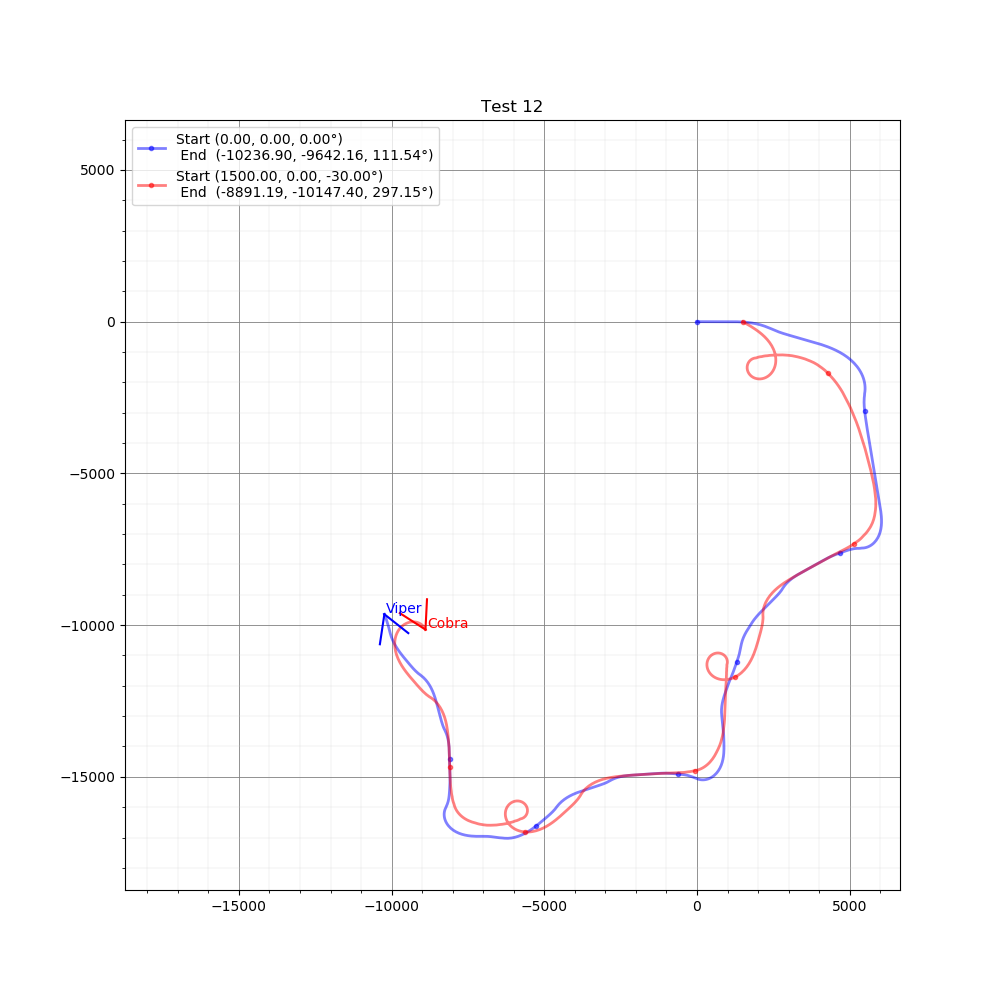 Test 12
Start (0.00, 0.00, 0.00°)
End (-10236.90, -9642.16, 111.54°)
Start (1500.00, 0.00, -30.00°)
End (-8891.19, -10147.40, 297.15°)
5000
0
−5000
−10000
−15000
Viper
Cobra
−15000
−10000
−5000
0
5000